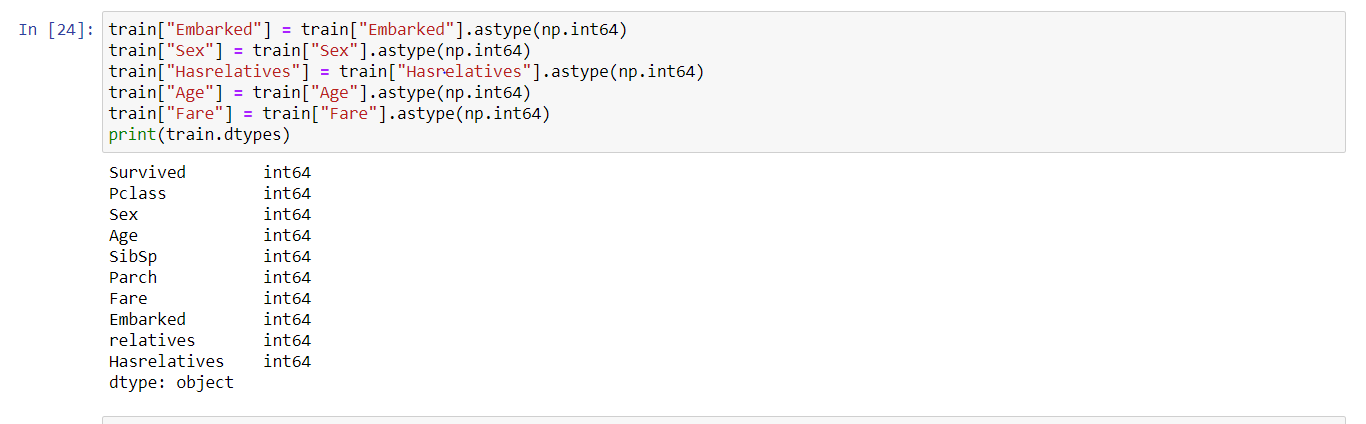 In [24]: train["Embarked"] = train["Embarked"].astype(np.int64)
train["Sex"] = train["Sex"].astype(np.int64)
train["Hasrelatives"] = train["Hasrelatives"].astype(np.int64)
train["Age"] = train["Age"].astype(np.int64)
train["Fare"] = train["Fare"].astype(np.int64)
print(train.dtypes)
Survived        int64
Pclass          int64
Sex             int64
Age             int64
SibSp           int64
Parch           int64
Fare            int64
Embarked        int64
relatives       int64
Hasrelatives    int64
dtype: object